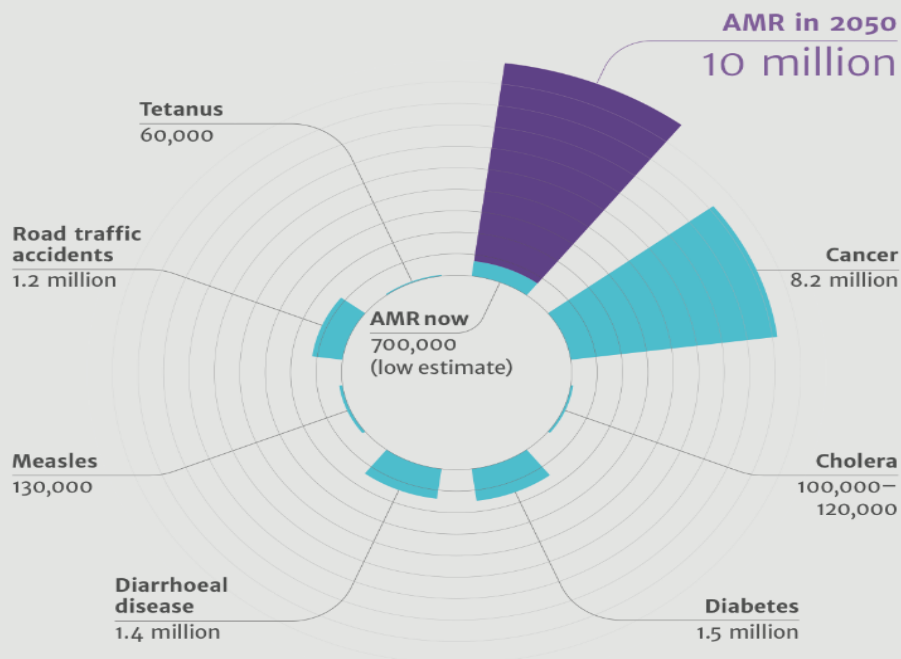 AMR in 2050
10 million
Tetanus
60,000
Road traffic
accidents
1.2 million
Cancer
8.2 million
AMR now
700,000
(low estimate)
Measles
130,000
Cholera
100,000–
120,000
Diarrhoeal
disease
1.4 million
Diabetes
1.5 million